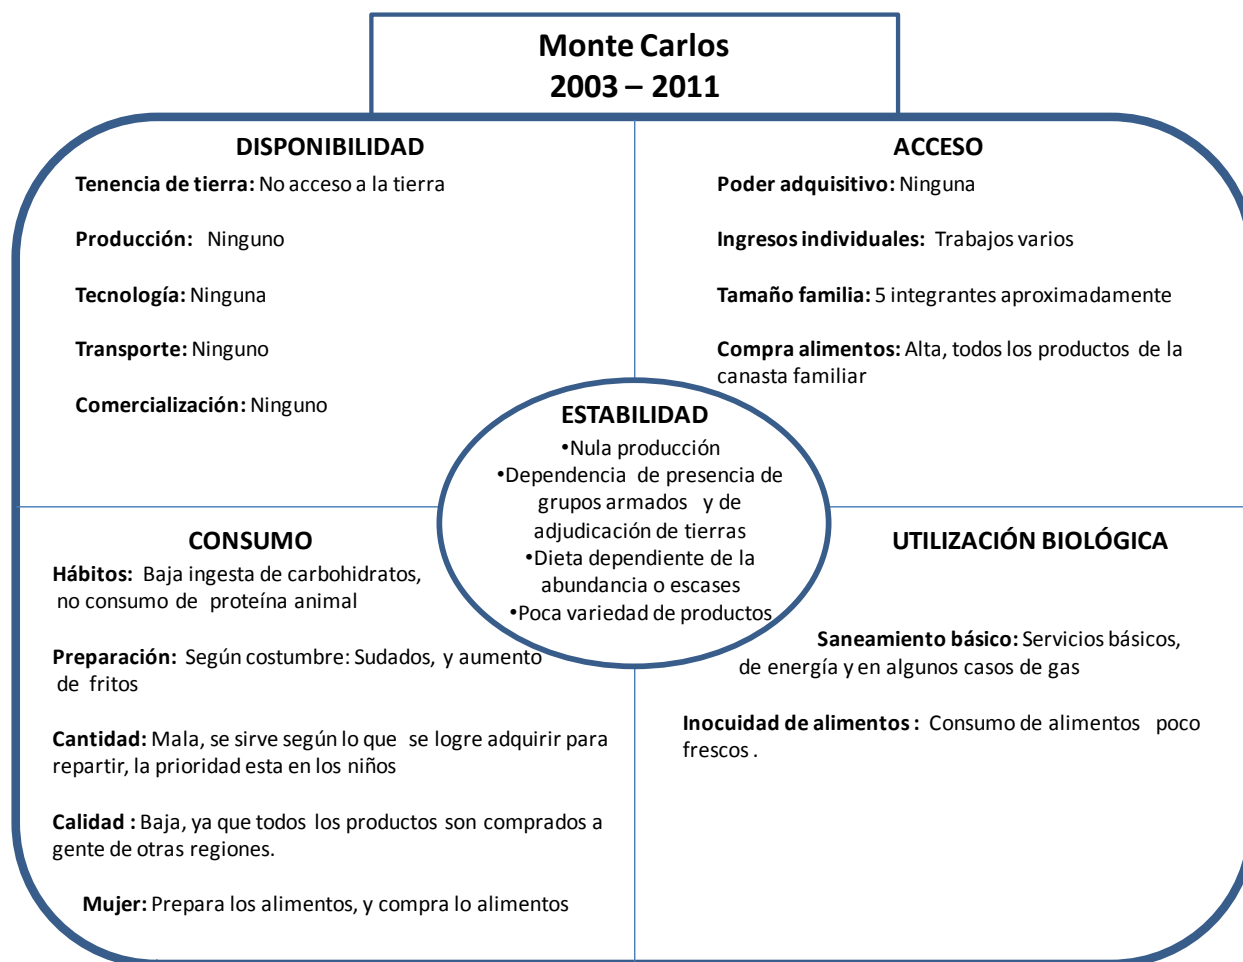 Monte Carlos
2003 – 2011
DISPONIBILIDAD
Tenencia de tierra: No acceso a la tierra
Producción: Ninguno
Tecnología: Ninguna
Transporte: Ninguno
Comercialización: Ninguno
ACCESO
Poder adquisitivo: Ninguna
Ingresos individuales: Trabajos varios
Tamaño familia: 5 integrantes aproximadamente
Compra alimentos: Alta, todos los productos de la
canasta familiar
ESTABILIDAD
•Nula producción
•Dependencia de presencia de
grupos armados y de
adjudicación de tierras
•Dieta dependiente de la
abundancia o escases
•Poca variedad de productos
CONSUMO
Hábitos: Baja ingesta de carbohidratos,
no consumo de proteína animal
Preparación: Según costumbre: Sudados, y aumento
de fritos
Cantidad: Mala, se sirve según lo que se logre adquirir para
repartir, la prioridad esta en los niños
Calidad : Baja, ya que todos los productos son comprados a
gente de otras regiones.
Mujer: Prepara los alimentos, y compra lo alimentos
UTILIZACIÓN BIOLÓGICA
Saneamiento básico: Servicios básicos,
de energía y en algunos casos de gas
Inocuidad de alimentos : Consumo de alimentos poco
frescos .